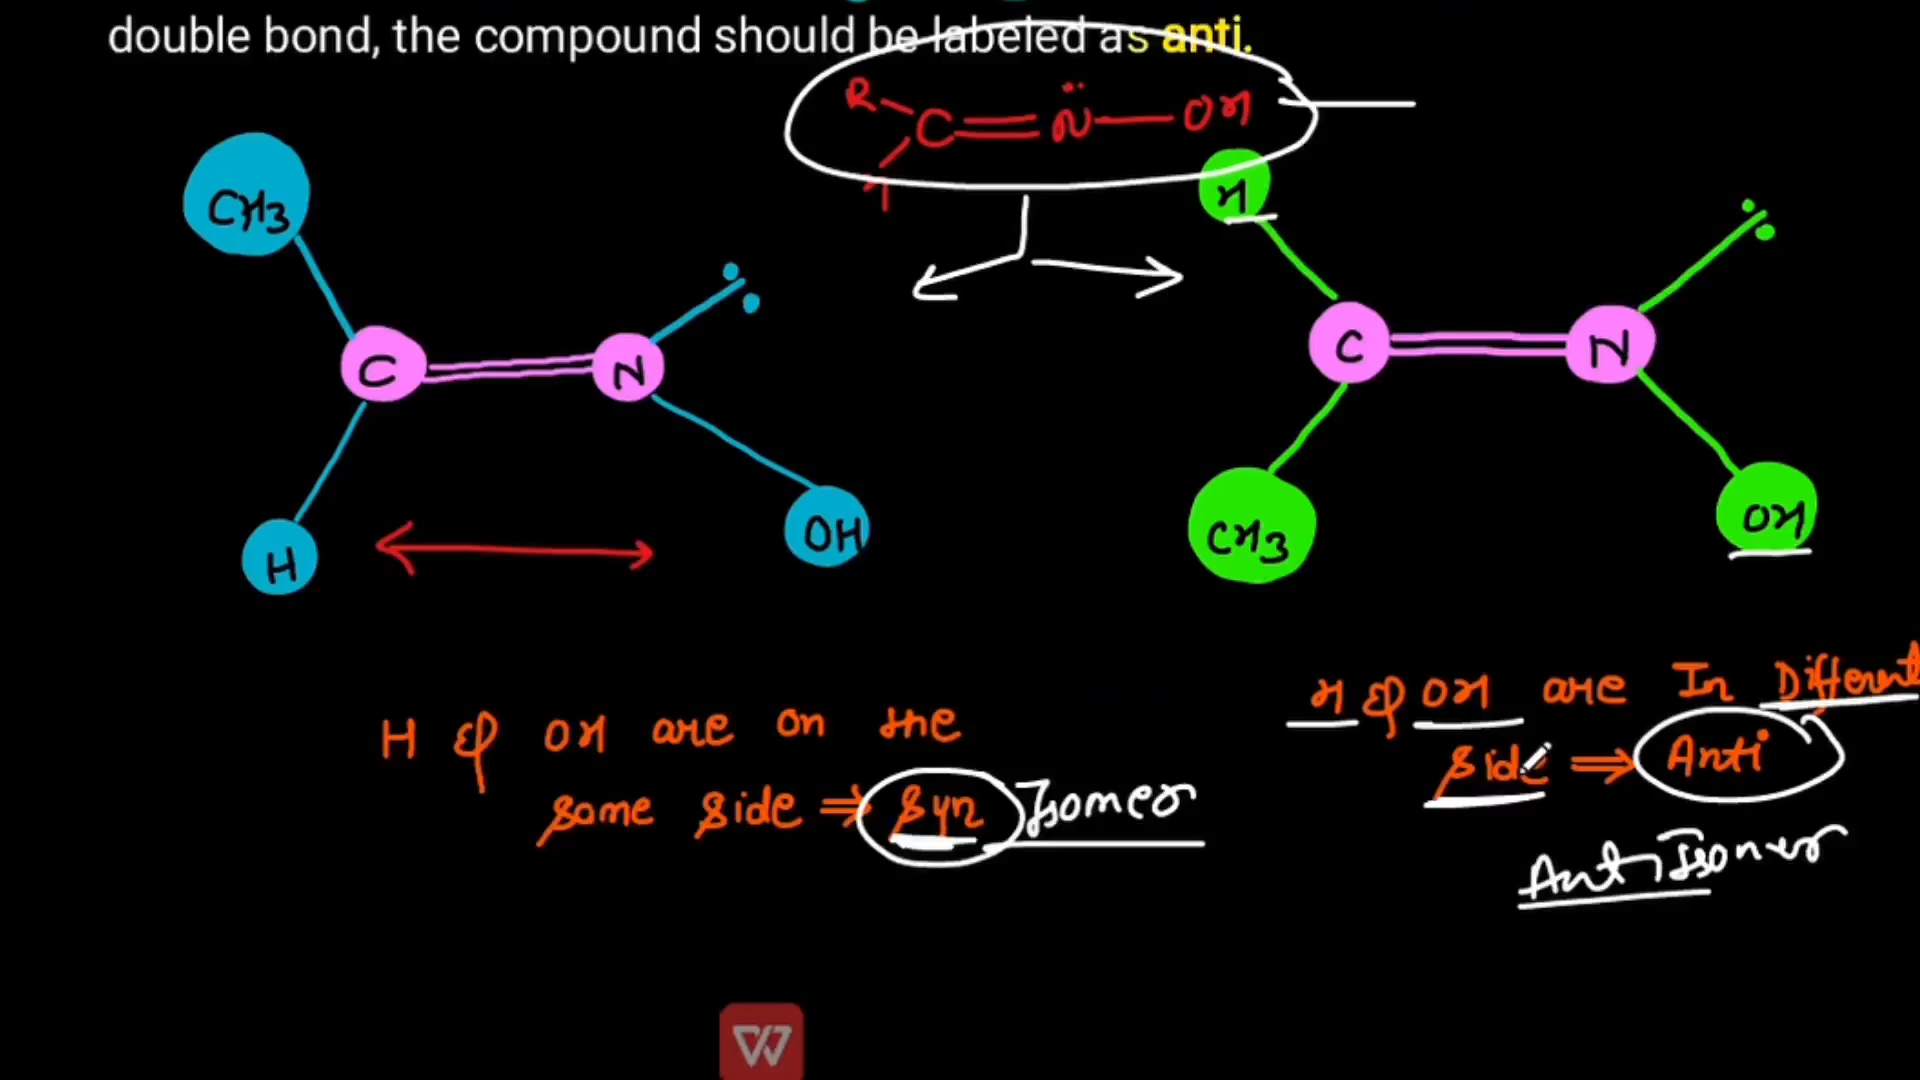 double bond, the compound should be labeled as anti.
R
C = N̈ — OH
CH3
H
C = N
C = N
H
OH
CH3
OH
H & OH are on the
same side ⇒ Syn Isomer
H & OH are In Different
side ⇒ Anti
Anti Isomer
W